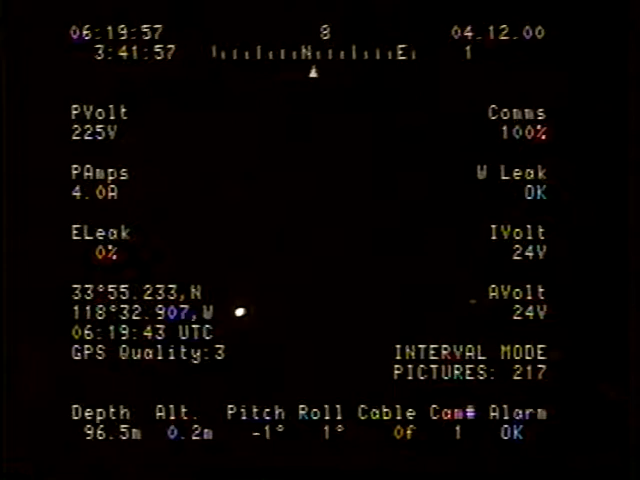 06:19:57 8 04.12.00
3:41:57 N E 1
PVolt Comms
225V 100%
PAmps W Leak
4.0A OK
ELeak IVolt
0% 24V
33°55.233,N AVolt
118°32.907,W 24V
06:19:43 UTC
GPS Quality:3 INTERVAL MODE
PICTURES: 217
Depth Alt. Pitch Roll Cable Cam# Alarm
96.5m 0.2m -1° 1° 0f 1 OK